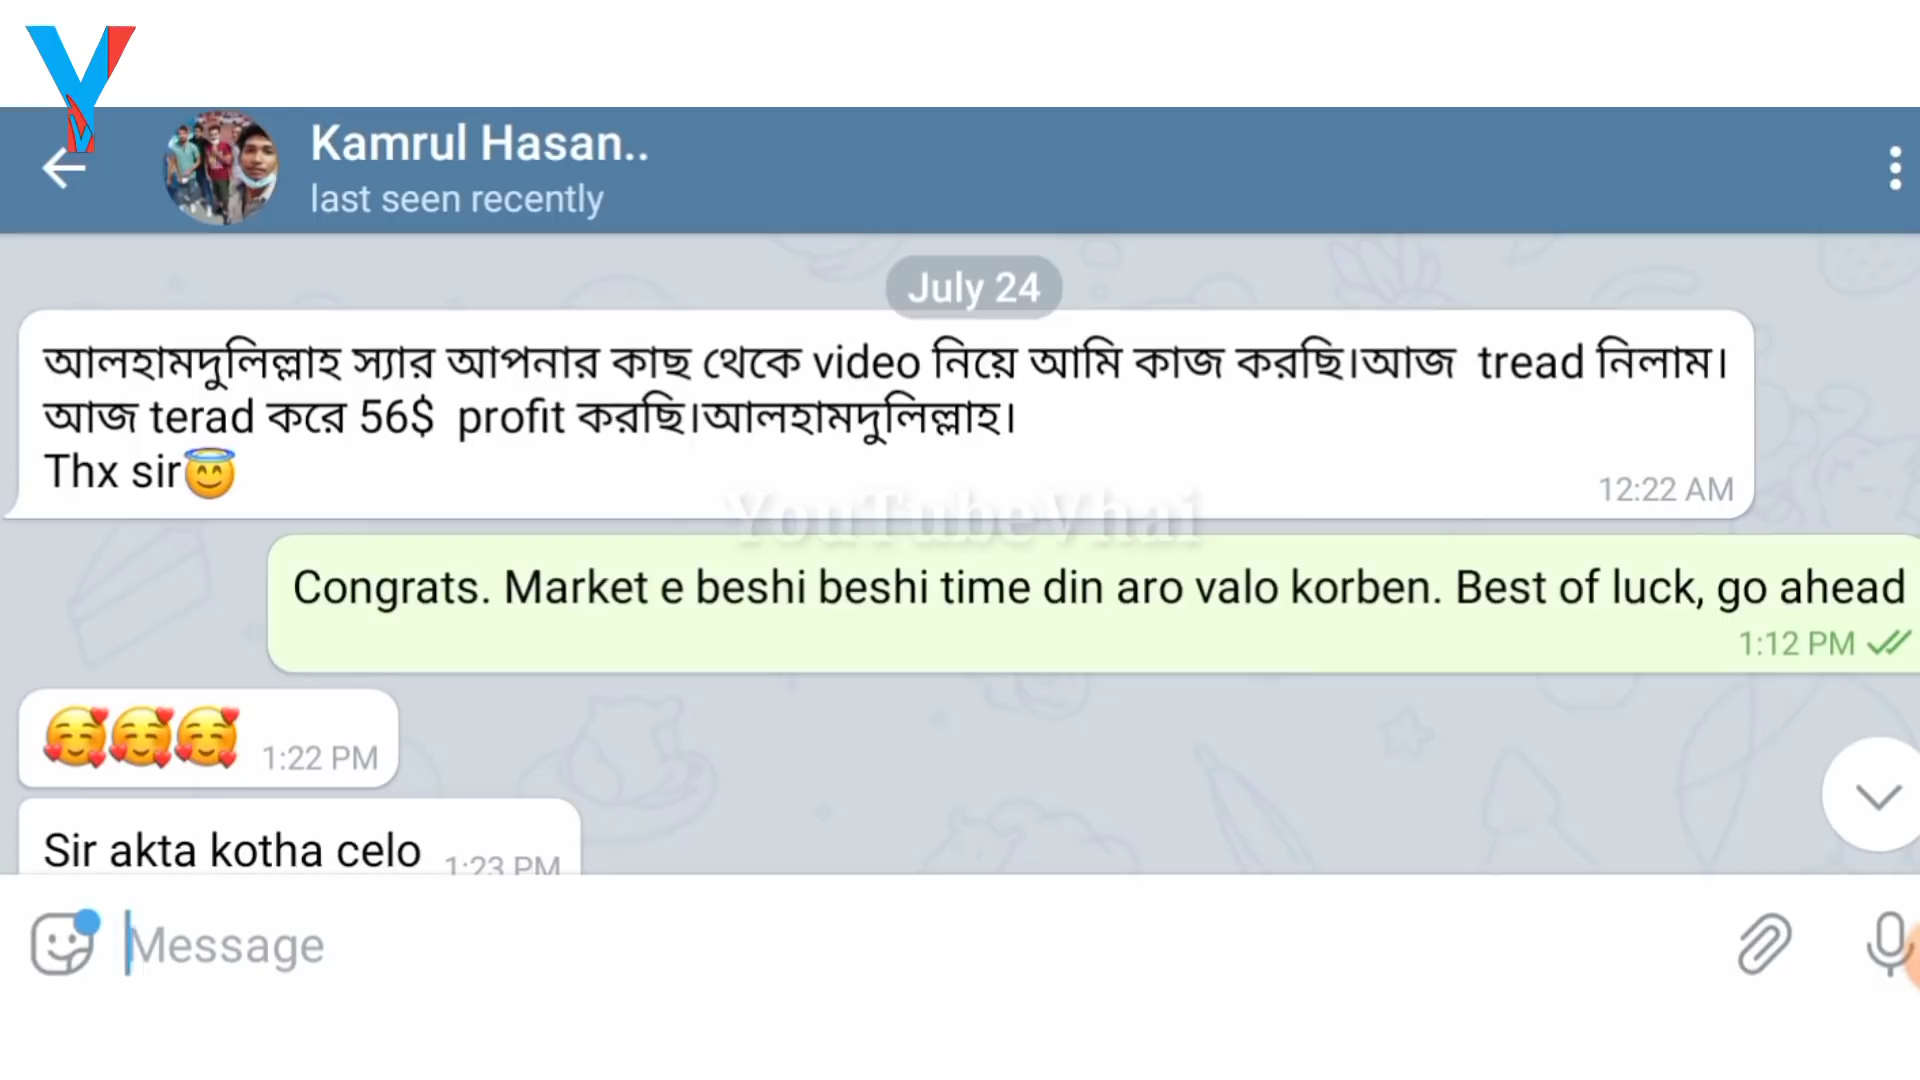 Kamrul Hasan..
last seen recently
July 24
আলহামদুলিল্লাহ স্যার আপনার কাছ থেকে video নিয়ে আমি কাজ করছি।আজ tread নিলাম।
আজ terad করে 56$ profit করছি।আলহামদুলিল্লাহ।
Thx sir😇
12:22 AM
YouTubeVhai
Congrats. Market e beshi beshi time din aro valo korben. Best of luck, go ahead
1:12 PM
🥰🥰🥰 1:22 PM
Sir akta kotha celo 1:23 PM
Message